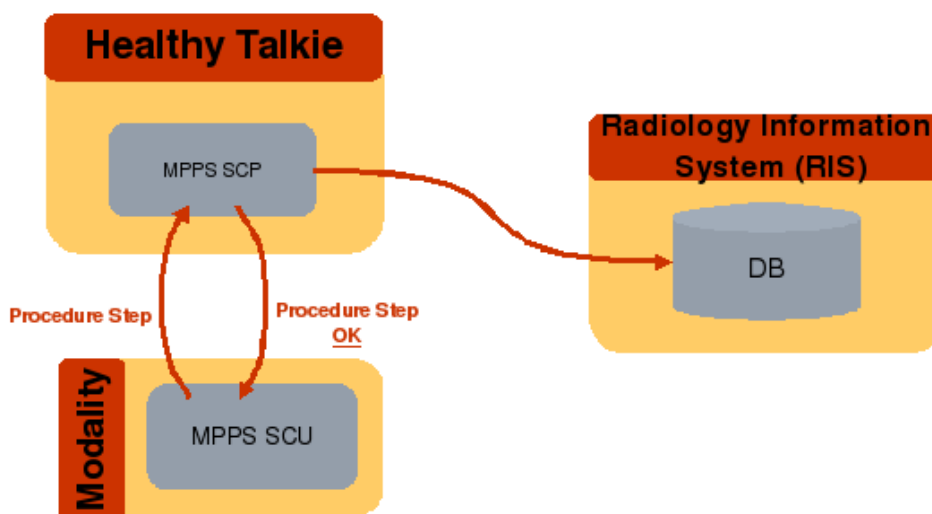 Healthy Talkie
MPPS SCP
Radiology Information
System (RIS)
DB
Procedure Step
Procedure Step
OK
Modality
MPPS SCU